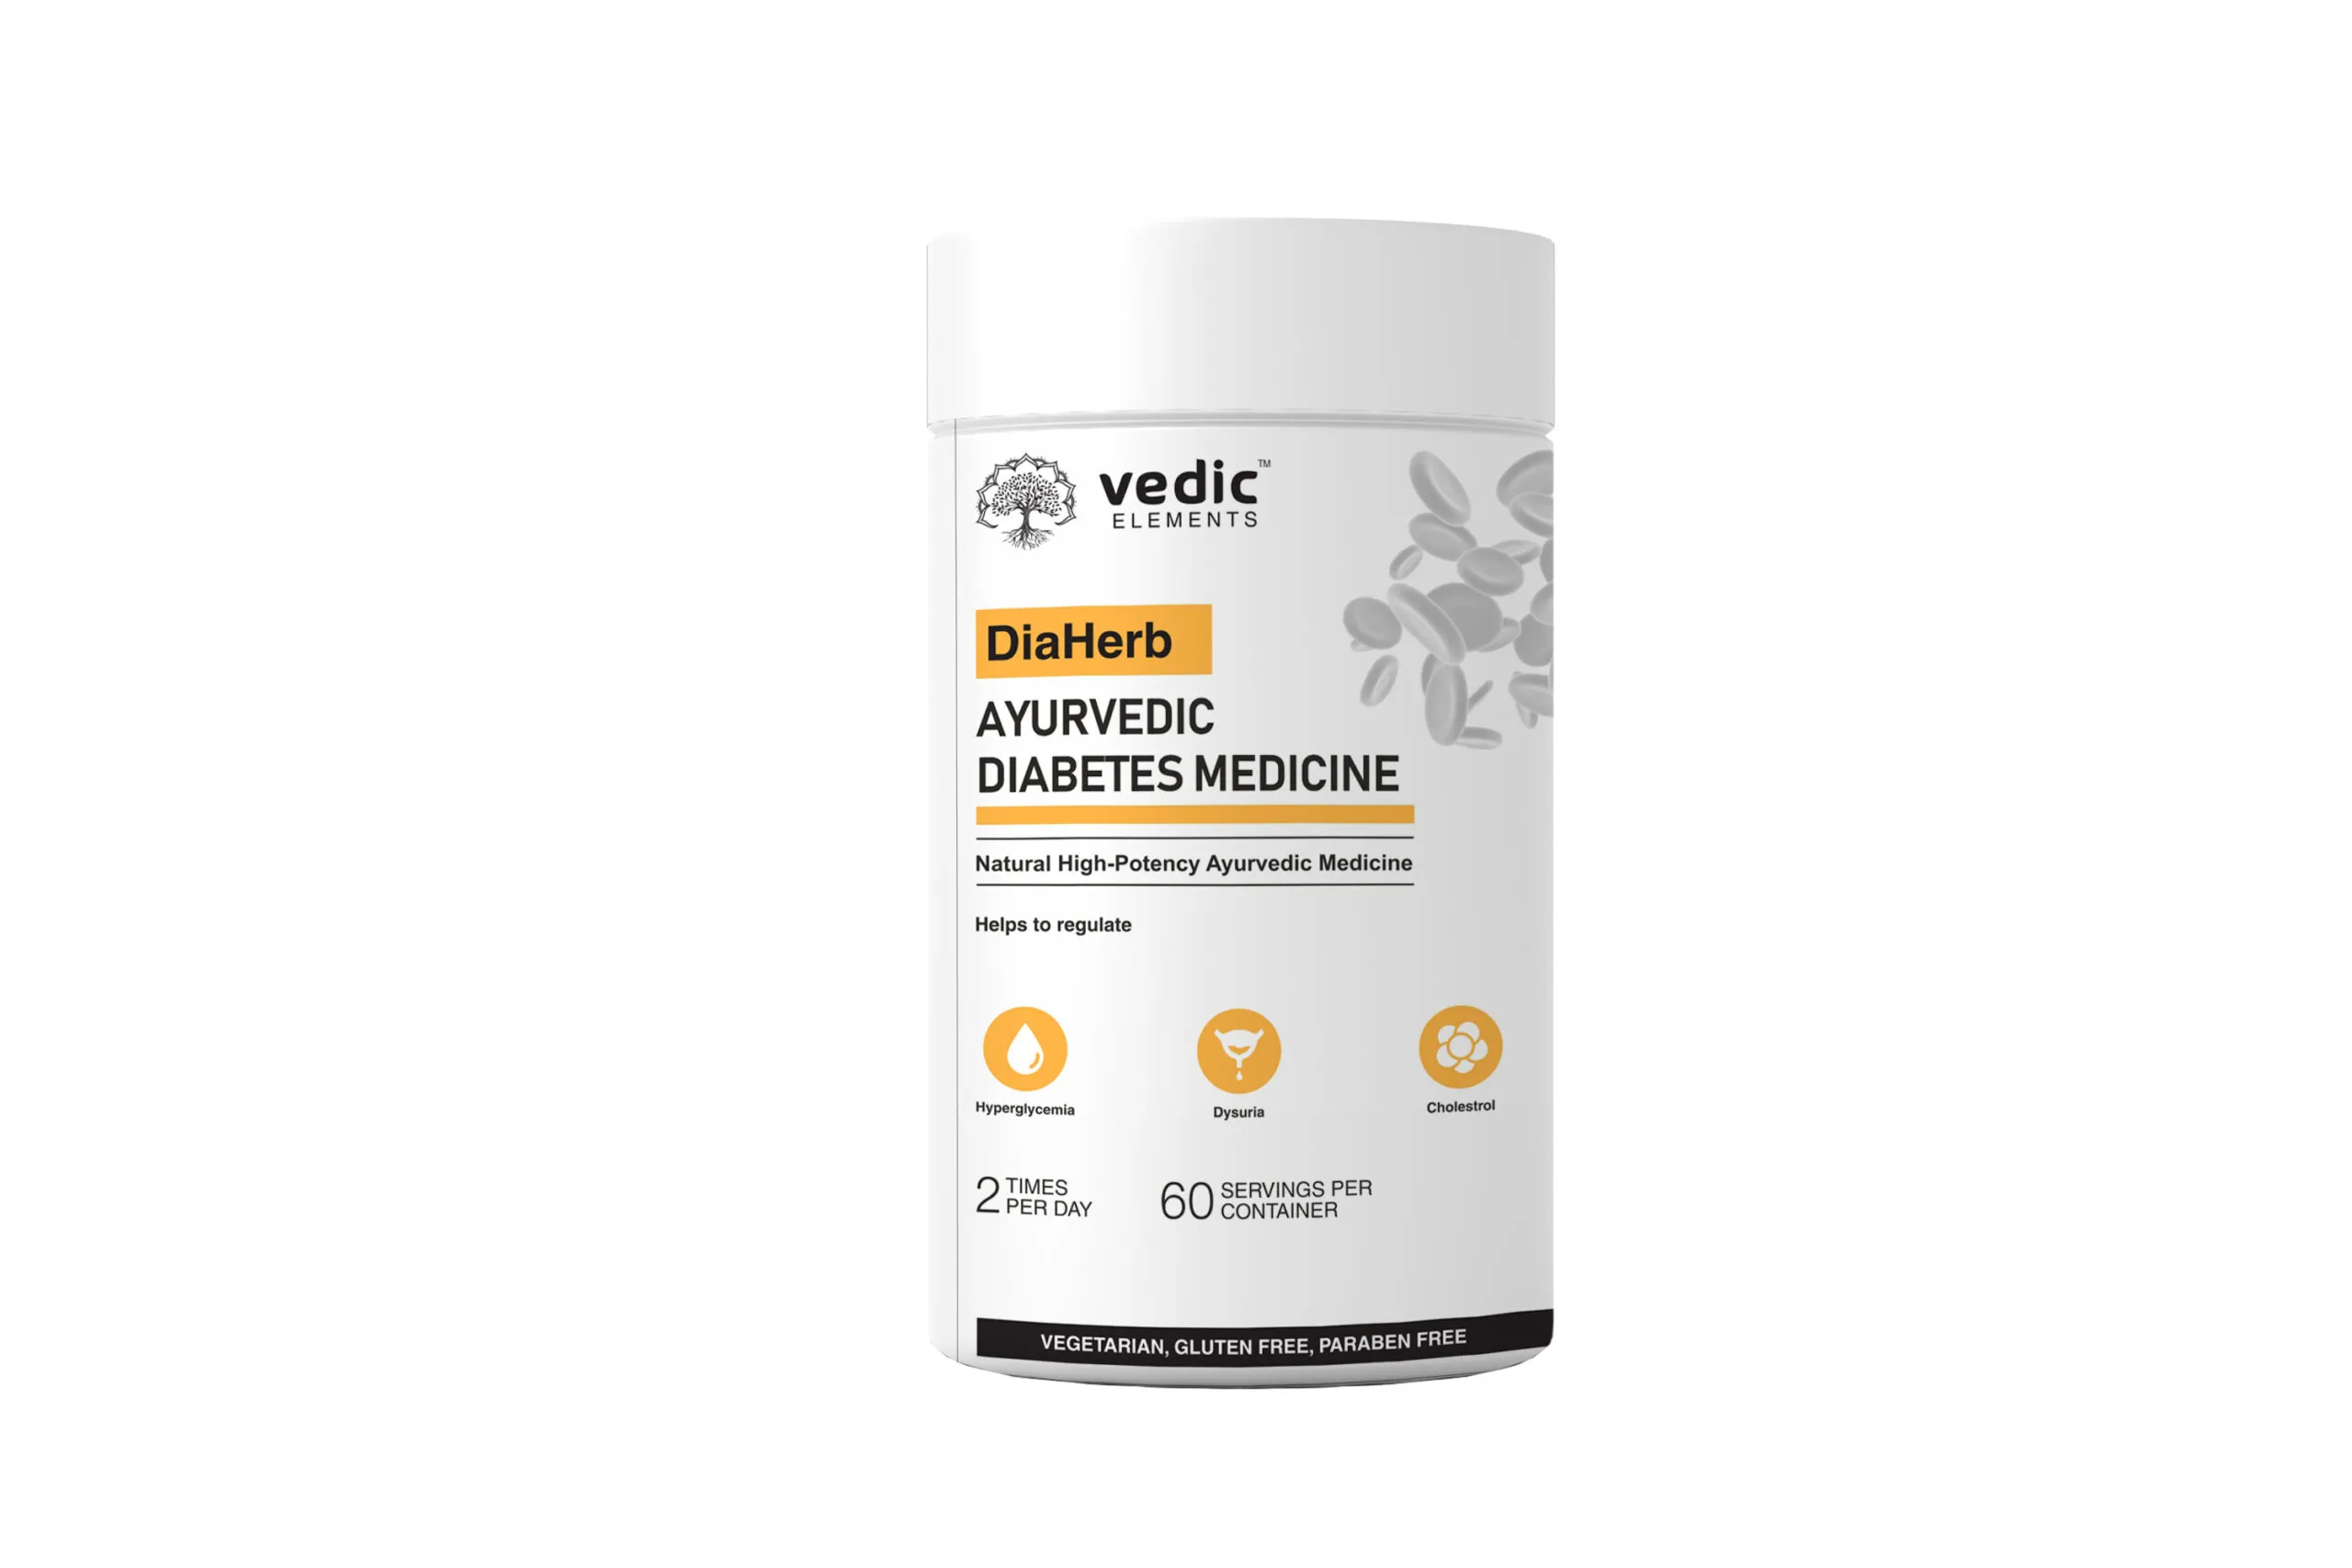 vedic™
ELEMENTS
DiaHerb
AYURVEDIC
DIABETES MEDICINE
Natural High-Potency Ayurvedic Medicine
Helps to regulate
Hyperglycemia
Dysuria
Cholestrol
2 TIMES
PER DAY
60 SERVINGS PER
CONTAINER
VEGETARIAN, GLUTEN FREE, PARABEN FREE